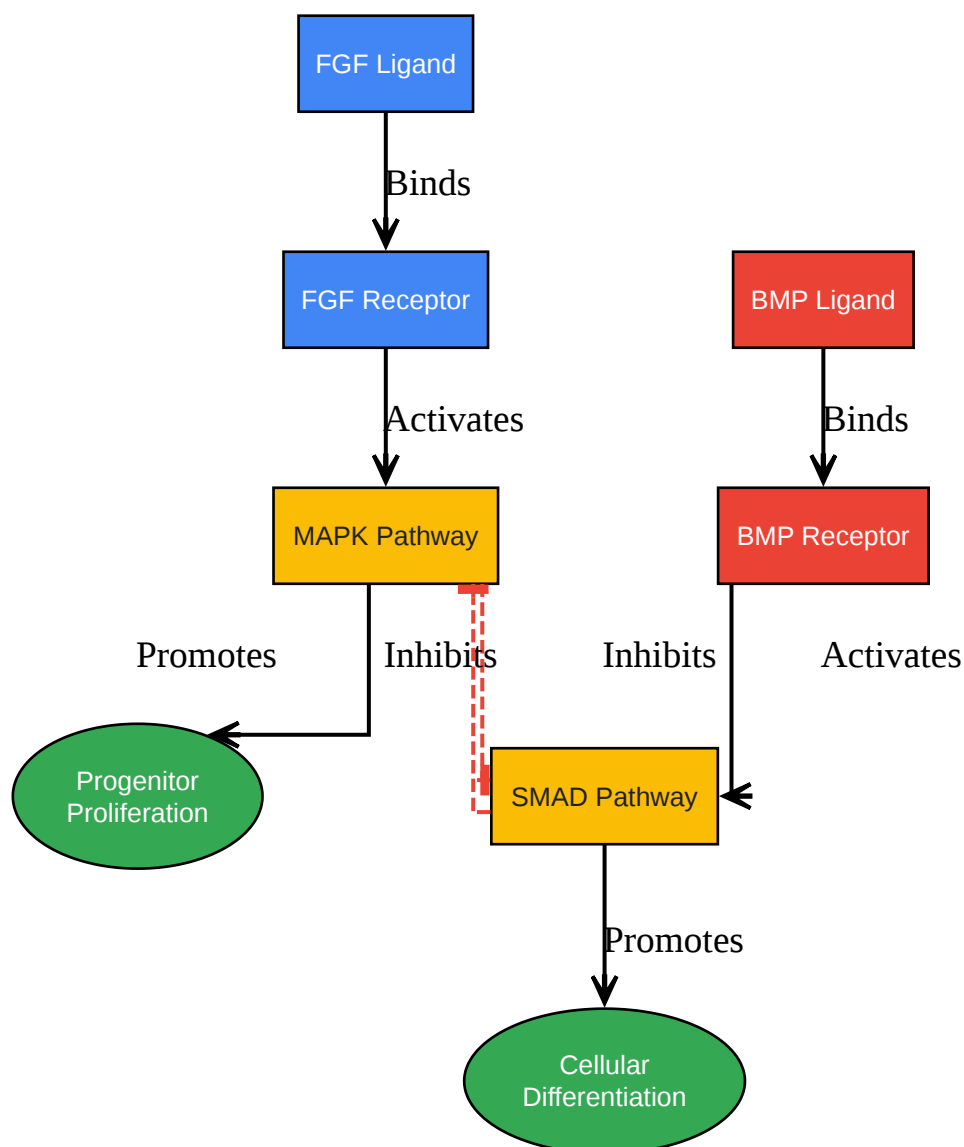 FGF Ligand
Binds
FGF Receptor
BMP Ligand
Activates
Binds
MAPK Pathway
BMP Receptor
Promotes
Inhibits
Inhibits
Activates
Progenitor
Proliferation
SMAD Pathway
Promotes
Cellular
Differentiation